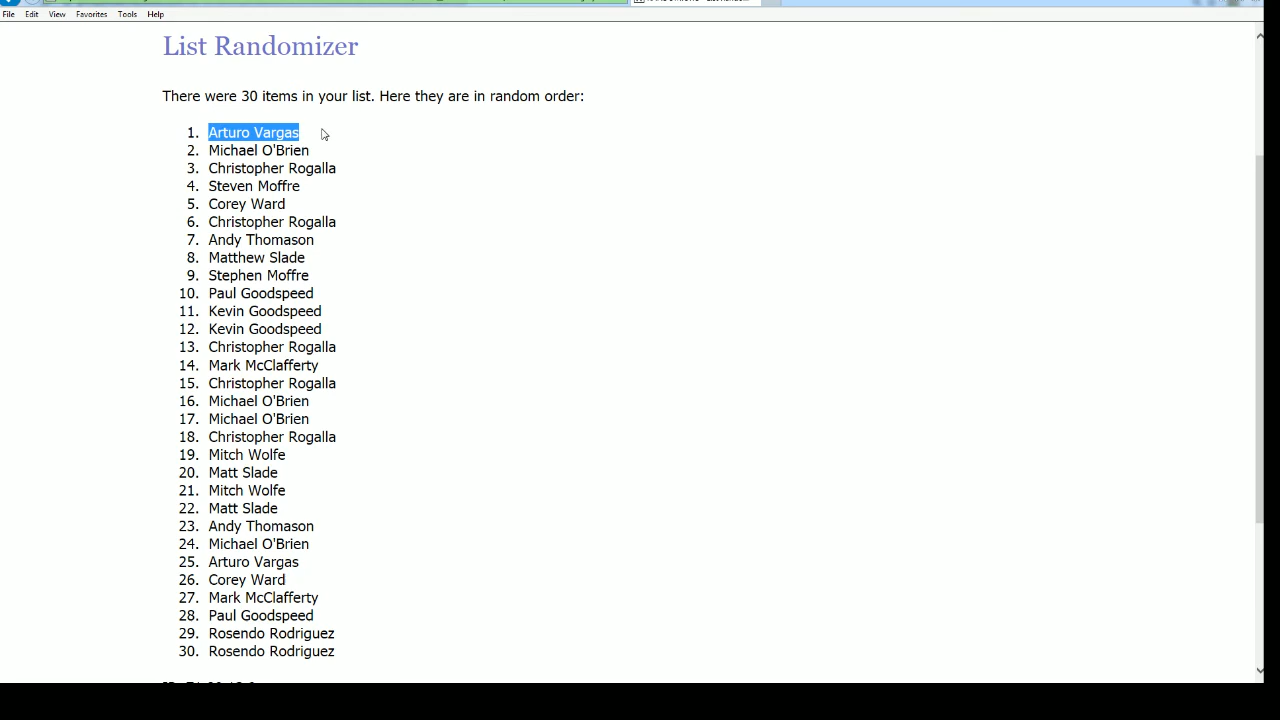 File Edit View Favorites Tools Help
List Randomizer
There were 30 items in your list. Here they are in random order:
1. Arturo Vargas
2. Michael O'Brien
3. Christopher Rogalla
4. Steven Moffre
5. Corey Ward
6. Christopher Rogalla
7. Andy Thomason
8. Matthew Slade
9. Stephen Moffre
10. Paul Goodspeed
11. Kevin Goodspeed
12. Kevin Goodspeed
13. Christopher Rogalla
14. Mark McClafferty
15. Christopher Rogalla
16. Michael O'Brien
17. Michael O'Brien
18. Christopher Rogalla
19. Mitch Wolfe
20. Matt Slade
21. Mitch Wolfe
22. Matt Slade
23. Andy Thomason
24. Michael O'Brien
25. Arturo Vargas
26. Corey Ward
27. Mark McClafferty
28. Paul Goodspeed
29. Rosendo Rodriguez
30. Rosendo Rodriguez